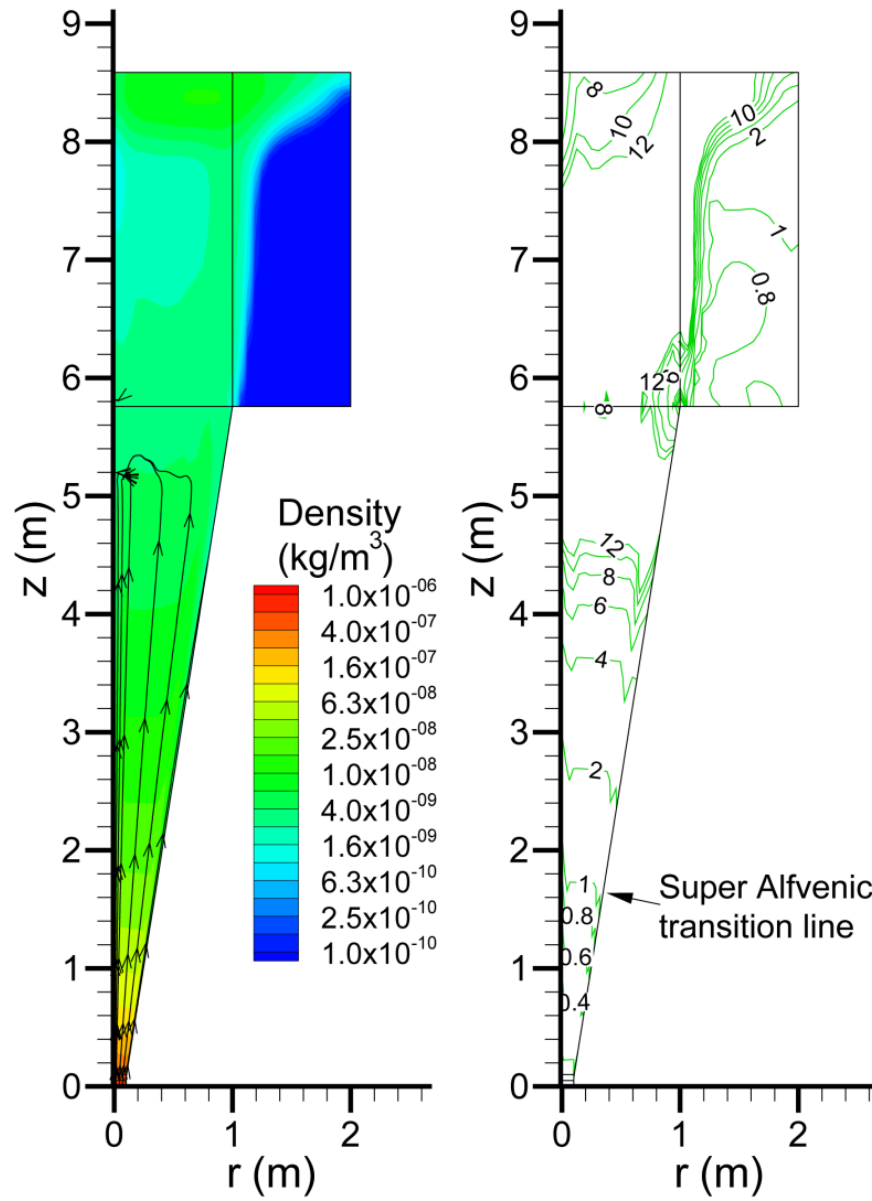 9
8
7
6
5
4
3
2
1
0
z (m)
0
1
2
r (m)
Density
(kg/m³)
1.0x10⁻⁰⁶
4.0x10⁻⁰⁷
1.6x10⁻⁰⁷
6.3x10⁻⁰⁸
2.5x10⁻⁰⁸
1.0x10⁻⁰⁸
4.0x10⁻⁰⁹
1.6x10⁻⁰⁹
6.3x10⁻¹⁰
2.5x10⁻¹⁰
1.0x10⁻¹⁰
9
8
7
6
5
4
3
2
1
0
z (m)
0
1
2
r (m)
8
10
12
10
2
1
0.8
12
8
12
8
6
4
2
1
0.8
0.6
0.4
Super Alfvenic
transition line